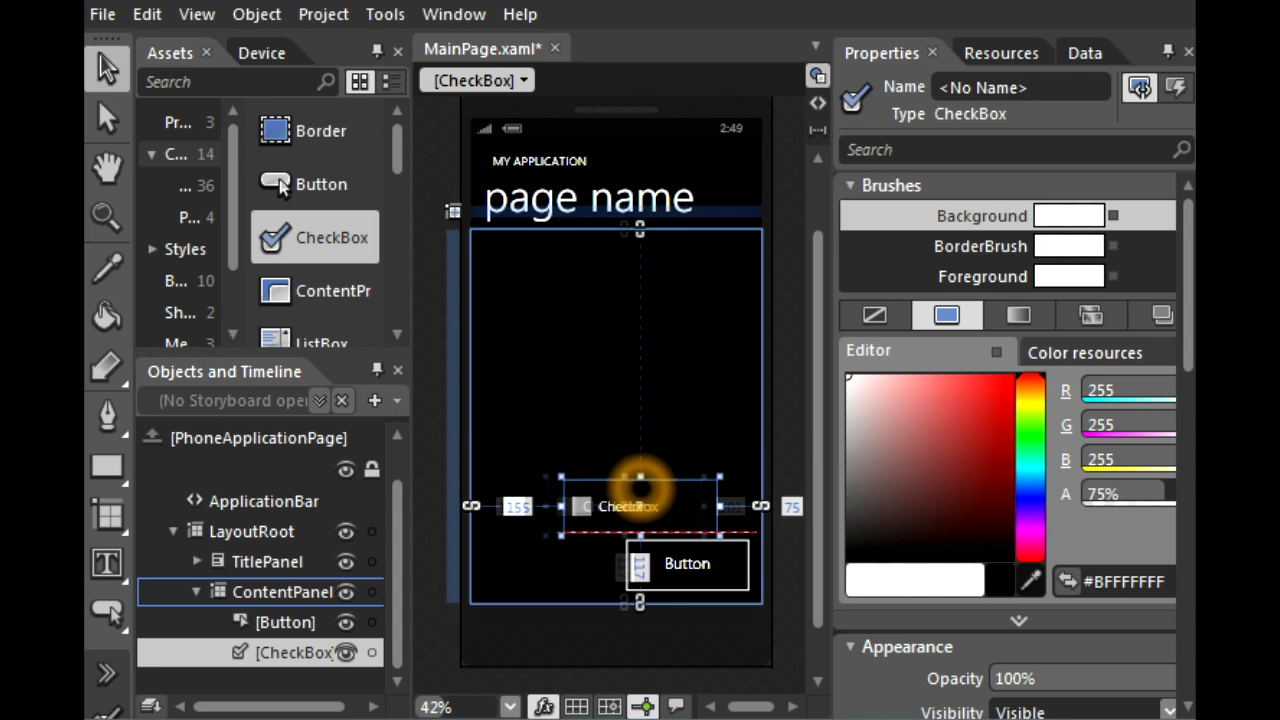 File Edit View Object Project Tools Window Help
Assets
Device
Search
Pr... 3
C... 14
... 36
P... 4
Styles
B... 10
Sh... 2
Me... 3
Border
Button
CheckBox
ContentPr
ListBox
Objects and Timeline
(No Storyboard oper
[PhoneApplicationPage]
ApplicationBar
LayoutRoot
TitlePanel
ContentPanel
[Button]
[CheckBox]
MainPage.xaml*
[CheckBox]
2:49
MY APPLICATION
page name
155
CheckBox
75
117
Button
42%
Properties
Resources
Data
Name <No Name>
Type CheckBox
Search
Brushes
Background
BorderBrush
Foreground
Editor
Color resources
R 255
G 255
B 255
A 75%
#BFFFFFFF
Appearance
Opacity 100%
Visibility Visible